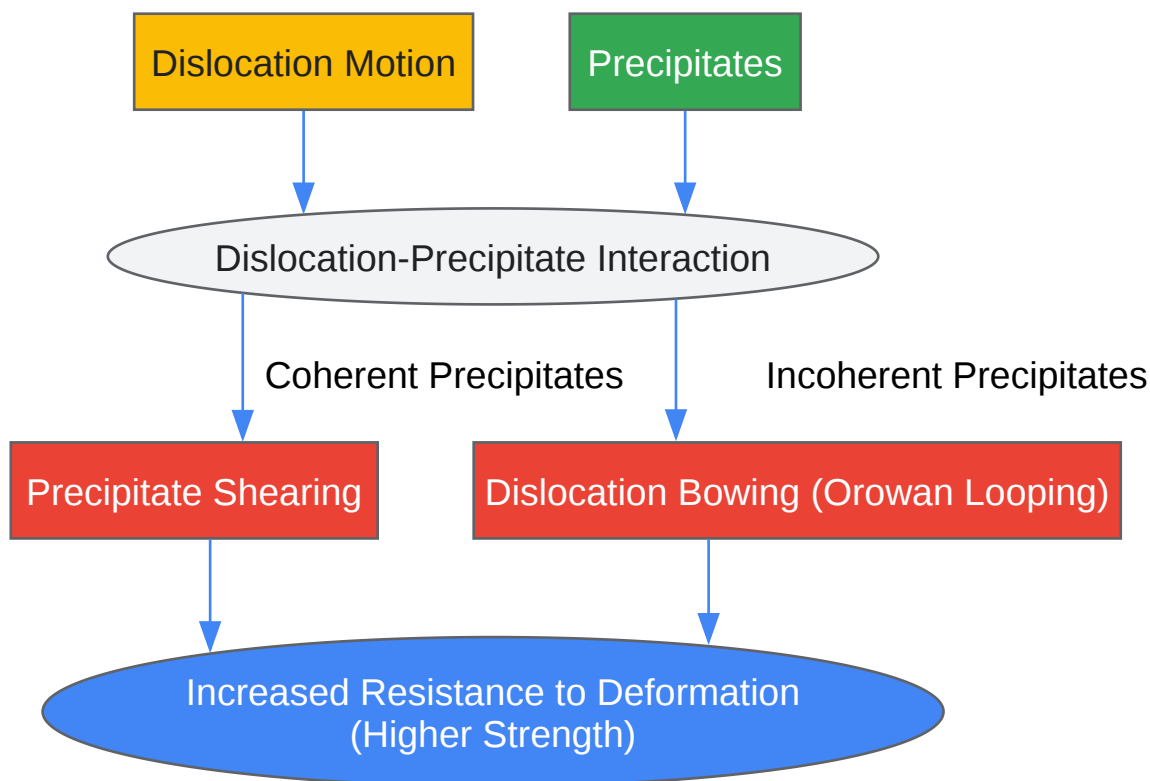 Dislocation Motion
Precipitates
Dislocation-Precipitate Interaction
Coherent Precipitates
Incoherent Precipitates
Precipitate Shearing
Dislocation Bowing (Orowan Looping)
Increased Resistance to Deformation
(Higher Strength)